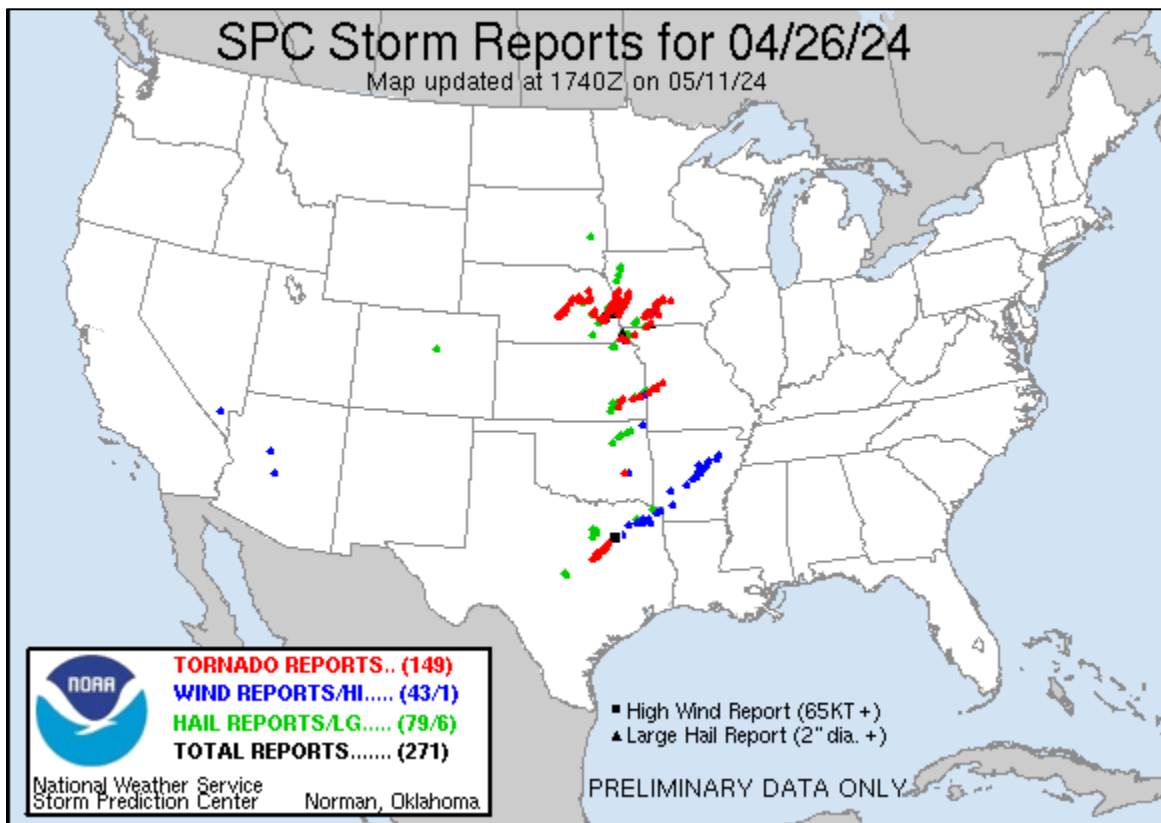 SPC Storm Reports for 04/26/24
Map updated at 1740Z on 05/11/24
NOAA
TORNADO REPORTS.. (149)
WIND REPORTS/HI..... (43/1)
HAIL REPORTS/LG..... (79/6)
TOTAL REPORTS....... (271)
National Weather Service
Storm Prediction Center Norman, Oklahoma
High Wind Report (65KT +)
Large Hail Report (2" dia. +)
PRELIMINARY DATA ONLY